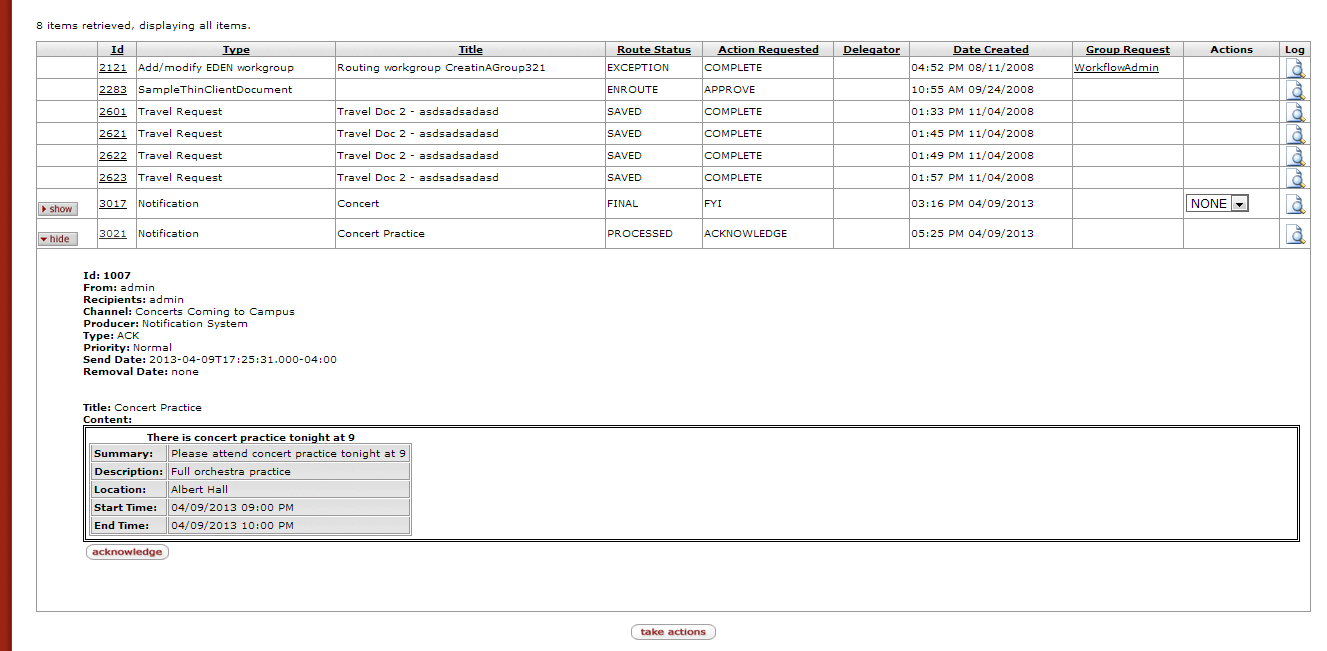 8 items retrieved, displaying all items.
Id Type Title Route Status Action Requested Delegator Date Created Group Request Actions Log
2121 Add/modify EDEN workgroup Routing workgroup CreatinAGroup321 EXCEPTION COMPLETE 04:52 PM 08/11/2008 WorkflowAdmin
2283 SampleThinClientDocument ENROUTE APPROVE 10:55 AM 09/24/2008
2601 Travel Request Travel Doc 2 - asdsadsadasd SAVED COMPLETE 01:33 PM 11/04/2008
2621 Travel Request Travel Doc 2 - asdsadsadasd SAVED COMPLETE 01:45 PM 11/04/2008
2622 Travel Request Travel Doc 2 - asdsadsadasd SAVED COMPLETE 01:49 PM 11/04/2008
2623 Travel Request Travel Doc 2 - asdsadsadasd SAVED COMPLETE 01:57 PM 11/04/2008
show 3017 Notification Concert FINAL FYI 03:16 PM 04/09/2013 NONE
hide 3021 Notification Concert Practice PROCESSED ACKNOWLEDGE 05:25 PM 04/09/2013
Id: 1007
From: admin
Recipients: admin
Channel: Concerts Coming to Campus
Producer: Notification System
Type: ACK
Priority: Normal
Send Date: 2013-04-09T17:25:31.000-04:00
Removal Date: none
Title: Concert Practice
Content:
There is concert practice tonight at 9
Summary: Please attend concert practice tonight at 9
Description: Full orchestra practice
Location: Albert Hall
Start Time: 04/09/2013 09:00 PM
End Time: 04/09/2013 10:00 PM
acknowledge
take actions